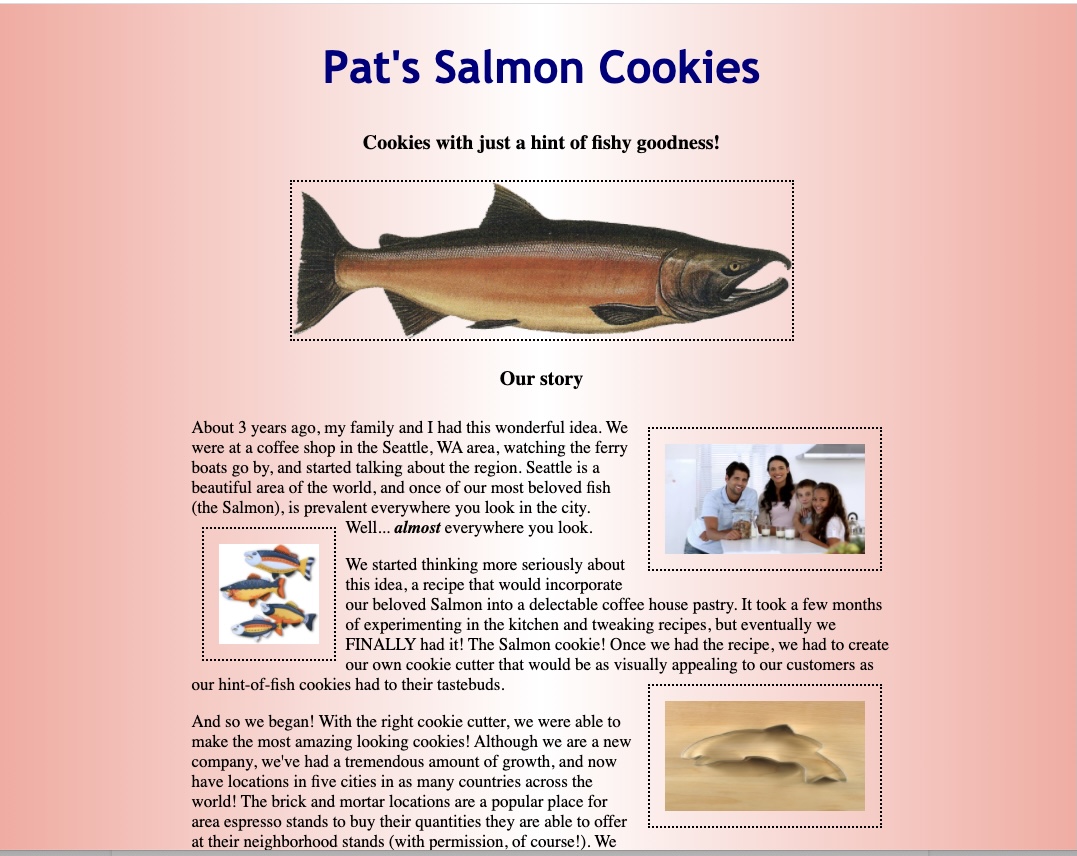 Pat's Salmon Cookies
Cookies with just a hint of fishy goodness!
Our story
About 3 years ago, my family and I had this wonderful idea. We
were at a coffee shop in the Seattle, WA area, watching the ferry
boats go by, and started talking about the region. Seattle is a
beautiful area of the world, and once of our most beloved fish
(the Salmon), is prevalent everywhere you look in the city.
Well... almost everywhere you look.
We started thinking more seriously about
this idea, a recipe that would incorporate
our beloved Salmon into a delectable coffee house pastry. It took a few months
of experimenting in the kitchen and tweaking recipes, but eventually we
FINALLY had it! The Salmon cookie! Once we had the recipe, we had to create
our own cookie cutter that would be as visually appealing to our customers as
our hint-of-fish cookies had to their tastebuds.
And so we began! With the right cookie cutter, we were able to
make the most amazing looking cookies! Although we are a new
company, we've had a tremendous amount of growth, and now
have locations in five cities in as many countries across the
world! The brick and mortar locations are a popular place for
area espresso stands to buy their quantities they are able to offer
at their neighborhood stands (with permission, of course!). We